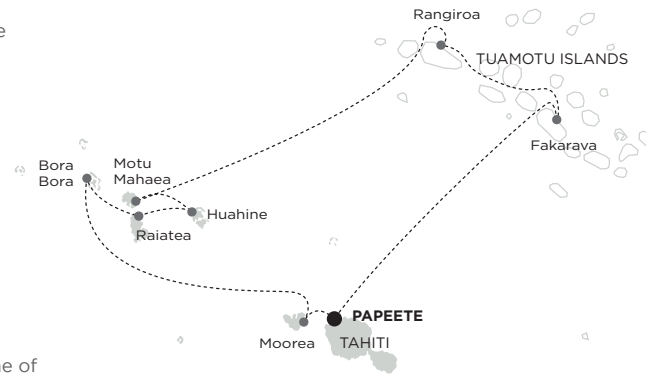 Rangiroa
TUAMOTU ISLANDS
Fakarava
Bora
Bora
Motu
Mahaea
Huahine
Raiatea
PAPEETE
Moorea
TAHITI